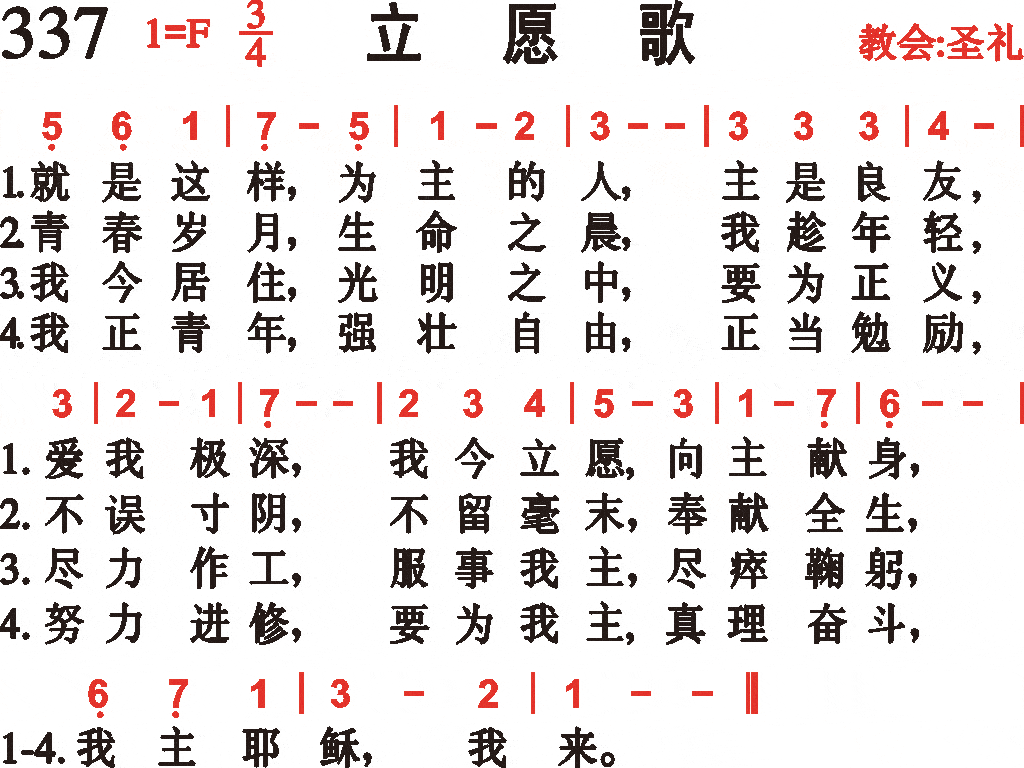 337 1=F 3/4 立愿歌 教会:圣礼
5̣ 6̣ 1 | 7̣ - 5̣ | 1 - 2 | 3 - - | 3 3 3 | 4 - |
1.就是这样，为主的人，主是良友，
2.青春岁月，生命之晨，我趁年轻，
3.我今居住，光明之中，要为正义，
4.我正青年，强壮自由，正当勉励，
3 | 2 - 1 | 7̣ - - | 2 3 4 | 5 - 3 | 1 - 7̣ | 6̣ - - |
1.爱我极深，我今立愿，向主献身，
2.不误寸阴，不留毫末，奉献全生，
3.尽力作工，服事我主，尽瘁鞠躬，
4.努力进修，要为我主，真理奋斗，
6̣ 7̣ 1 | 3 - 2 | 1 - - ‖
1-4.我主耶稣，我来。